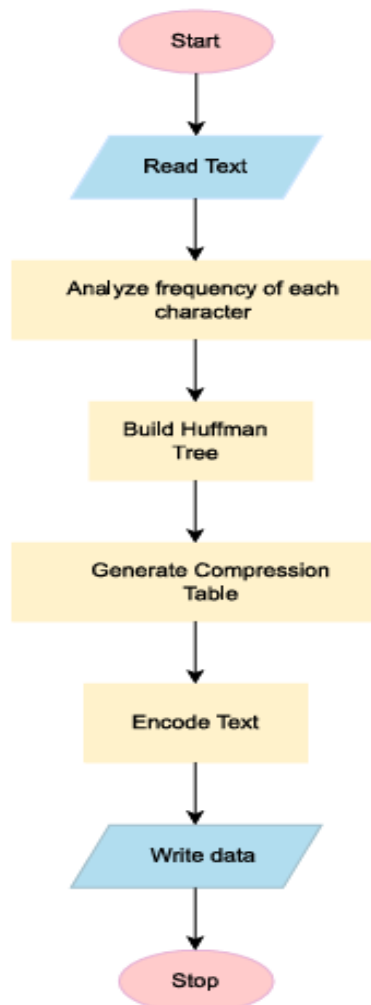 Start
Read Text
Analyze frequency of each
character
Build Huffman
Tree
Generate Compression
Table
Encode Text
Write data
Stop